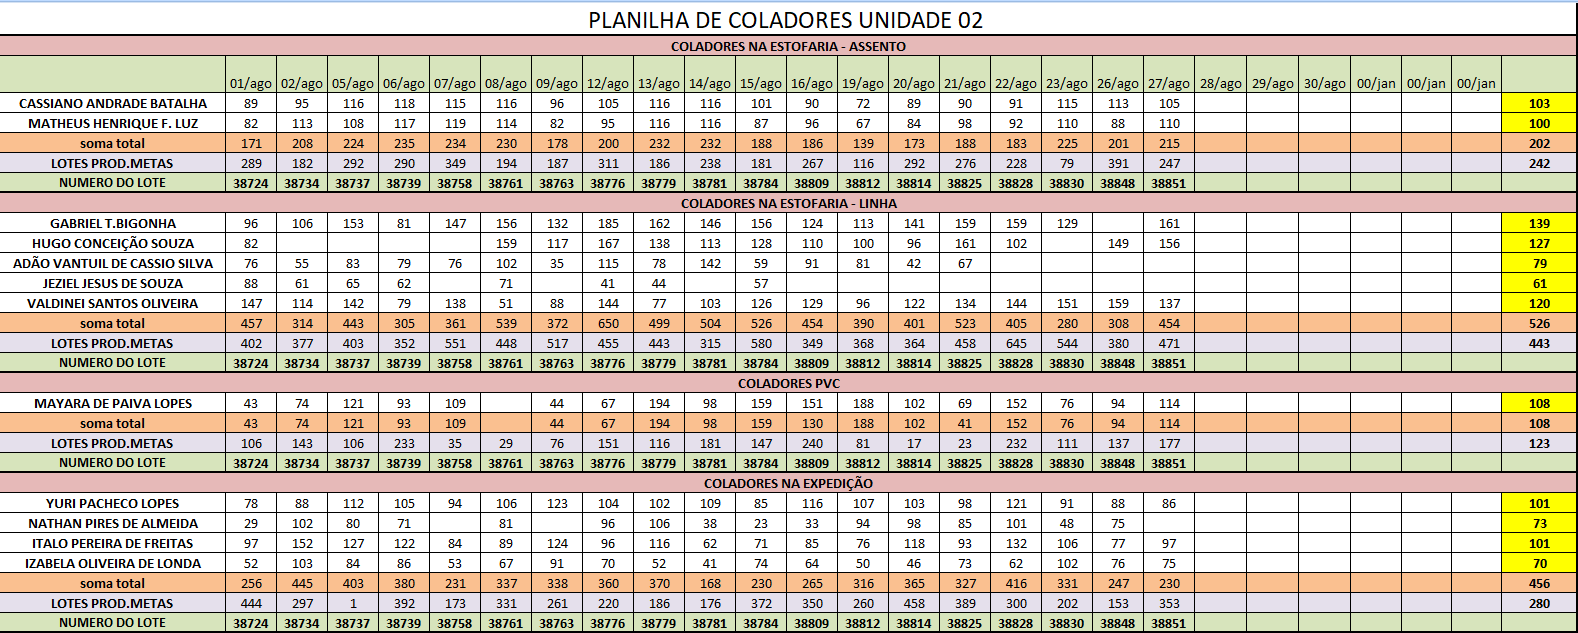 PLANILHA DE COLADORES UNIDADE 02
COLADORES NA ESTOFARIA - ASSENTO
01/ago 02/ago 05/ago 06/ago 07/ago 08/ago 09/ago 12/ago 13/ago 14/ago 15/ago 16/ago 19/ago 20/ago 21/ago 22/ago 23/ago 26/ago 27/ago 28/ago 29/ago 30/ago 00/jan 00/jan 00/jan
CASSIANO ANDRADE BATALHA 89 95 116 118 115 116 96 105 116 116 101 90 72 89 90 91 115 113 105 103
MATHEUS HENRIQUE F. LUZ 82 113 108 117 119 114 82 95 116 116 87 96 67 84 98 92 110 88 110 100
soma total 171 208 224 235 234 230 178 200 232 232 188 186 139 173 188 183 225 201 215 202
LOTES PROD.METAS 289 182 292 290 349 194 187 311 186 238 181 267 116 292 276 228 79 391 247 242
NUMERO DO LOTE 38724 38734 38737 38739 38758 38761 38763 38776 38779 38781 38784 38809 38812 38814 38825 38828 38830 38848 38851
COLADORES NA ESTOFARIA - LINHA
GABRIEL T.BIGONHA 96 106 153 81 147 156 132 185 162 146 156 124 113 141 159 159 129 161 139
HUGO CONCEIÇÃO SOUZA 82 159 117 167 138 113 128 110 100 96 161 102 149 156 127
ADÃO VANTUIL DE CASSIO SILVA 76 55 83 79 76 102 35 115 78 142 59 91 81 42 67 79
JEZIEL JESUS DE SOUZA 88 61 65 62 71 41 44 57 61
VALDINEI SANTOS OLIVEIRA 147 114 142 79 138 51 88 144 77 103 126 129 96 122 134 144 151 159 137 120
soma total 457 314 443 305 361 539 372 650 499 504 526 454 390 401 523 405 280 308 454 526
LOTES PROD.METAS 402 377 403 352 551 448 517 455 443 315 580 349 368 364 458 645 544 380 471 443
NUMERO DO LOTE 38724 38734 38737 38739 38758 38761 38763 38776 38779 38781 38784 38809 38812 38814 38825 38828 38830 38848 38851
COLADORES PVC
MAYARA DE PAIVA LOPES 43 74 121 93 109 44 67 194 98 159 151 188 102 69 152 76 94 114 108
soma total 43 74 121 93 109 44 67 194 98 159 130 188 102 41 152 76 94 114 108
LOTES PROD.METAS 106 143 106 233 35 29 76 151 116 181 147 240 81 17 23 232 111 137 177 123
NUMERO DO LOTE 38724 38734 38737 38739 38758 38761 38763 38776 38779 38781 38784 38809 38812 38814 38825 38828 38830 38848 38851
COLADORES NA EXPEDIÇÃO
YURI PACHECO LOPES 78 88 112 105 94 106 123 104 102 109 85 116 107 103 98 121 91 88 86 101
NATHAN PIRES DE ALMEIDA 29 102 80 71 81 96 106 38 23 33 94 98 85 101 48 75 73
ITALO PEREIRA DE FREITAS 97 152 127 122 84 89 124 96 116 62 71 85 76 118 93 132 106 77 97 101
IZABELA OLIVEIRA DE LONDA 52 103 84 86 53 67 91 70 52 41 74 64 50 46 73 62 102 76 75 70
soma total 256 445 403 380 231 337 338 360 370 168 230 265 316 365 327 416 331 247 230 456
LOTES PROD.METAS 444 297 1 392 173 331 261 220 186 176 372 350 260 458 389 300 202 153 353 280
NUMERO DO LOTE 38724 38734 38737 38739 38758 38761 38763 38776 38779 38781 38784 38809 38812 38814 38825 38828 38830 38848 38851